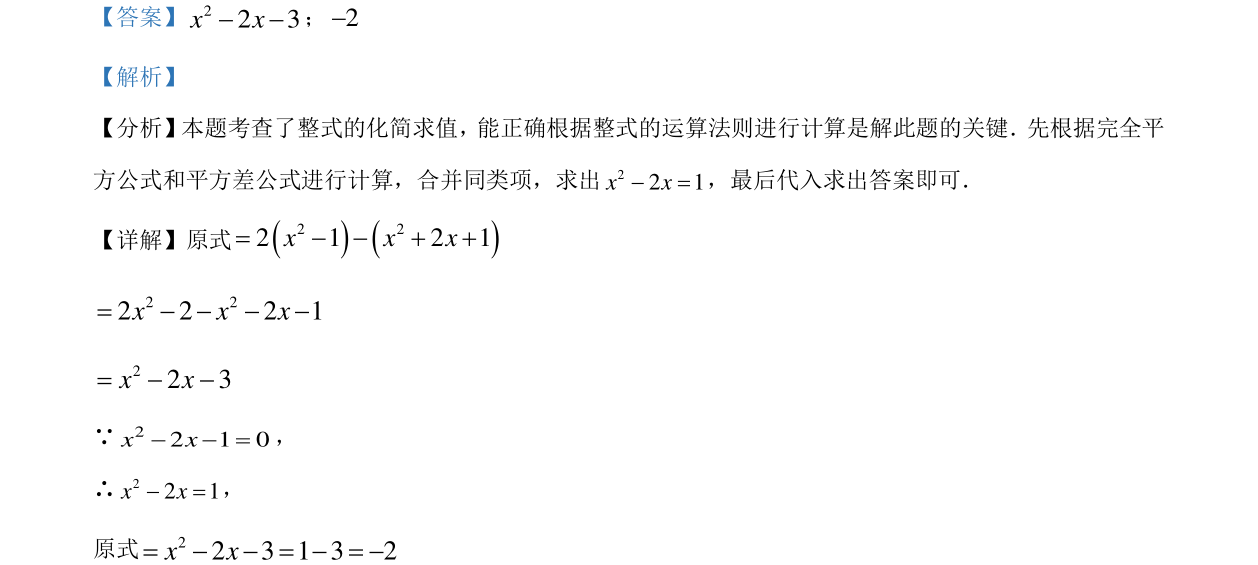 【答案】x² − 2x − 3；−2
【解析】
【分析】本题考查了整式的化简求值，能正确根据整式的运算法则进行计算是解此题的关键．先根据完全平
方公式和平方差公式进行计算，合并同类项，求出 x² − 2x = 1，最后代入求出答案即可．
【详解】原式 = 2(x² − 1) − (x² + 2x + 1)
= 2x² − 2 − x² − 2x − 1
= x² − 2x − 3
∵ x² − 2x − 1 = 0，
∴ x² − 2x = 1，
原式 = x² − 2x − 3 = 1 − 3 = −2